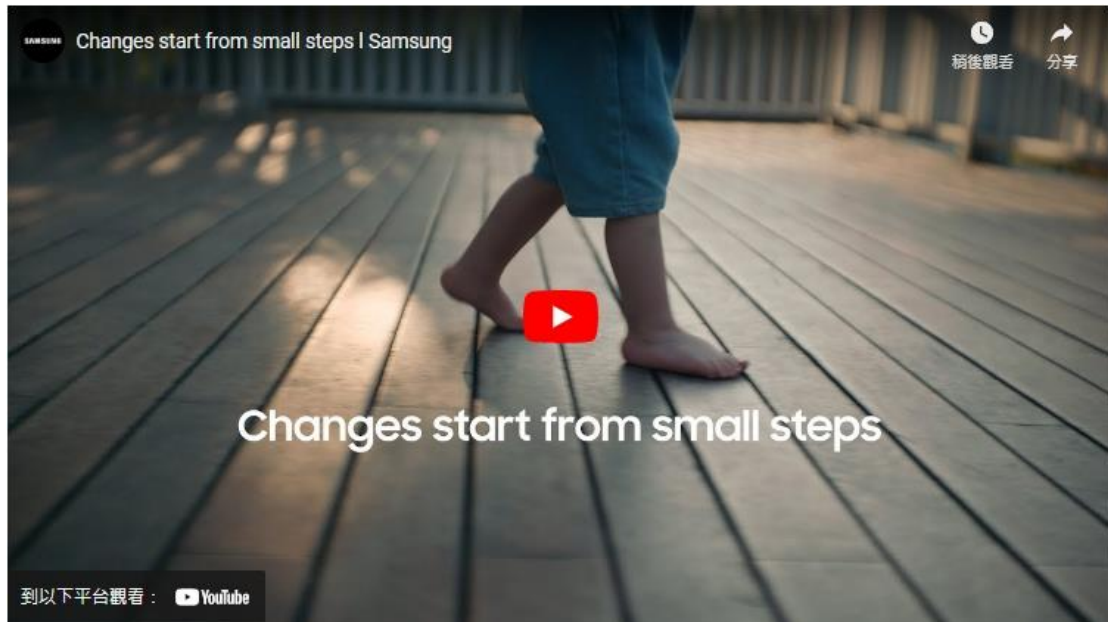 SAMSUNG
Changes start from small steps l Samsung
稍後觀看
分享
Changes start from small steps
到以下平台觀看：
YouTube